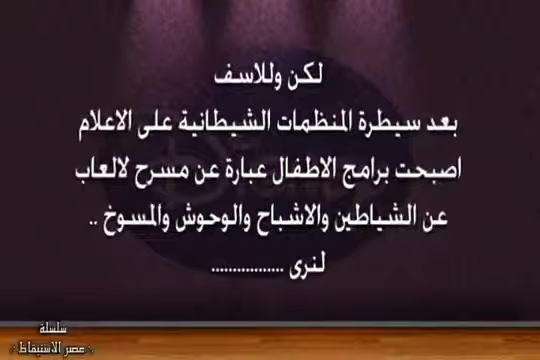 لكن وللاسف
بعد سيطرة المنظمات الشيطانية على الاعلام
اصبحت برامج الاطفال عبارة عن مسرح لالعاب
عن الشياطين والاشباح والوحوش والمسوخ ..
لنرى .................
سلسلة
عصر الاستيقاظ